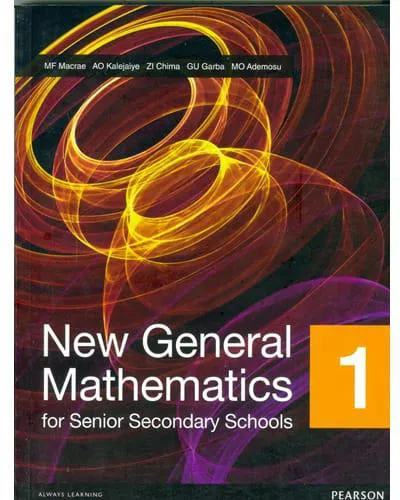 MF Macrae AO Kalejaiye ZI Chima GU Garba MO Ademosu
New General
Mathematics
for Senior Secondary Schools
1
ALWAYS LEARNING
PEARSON